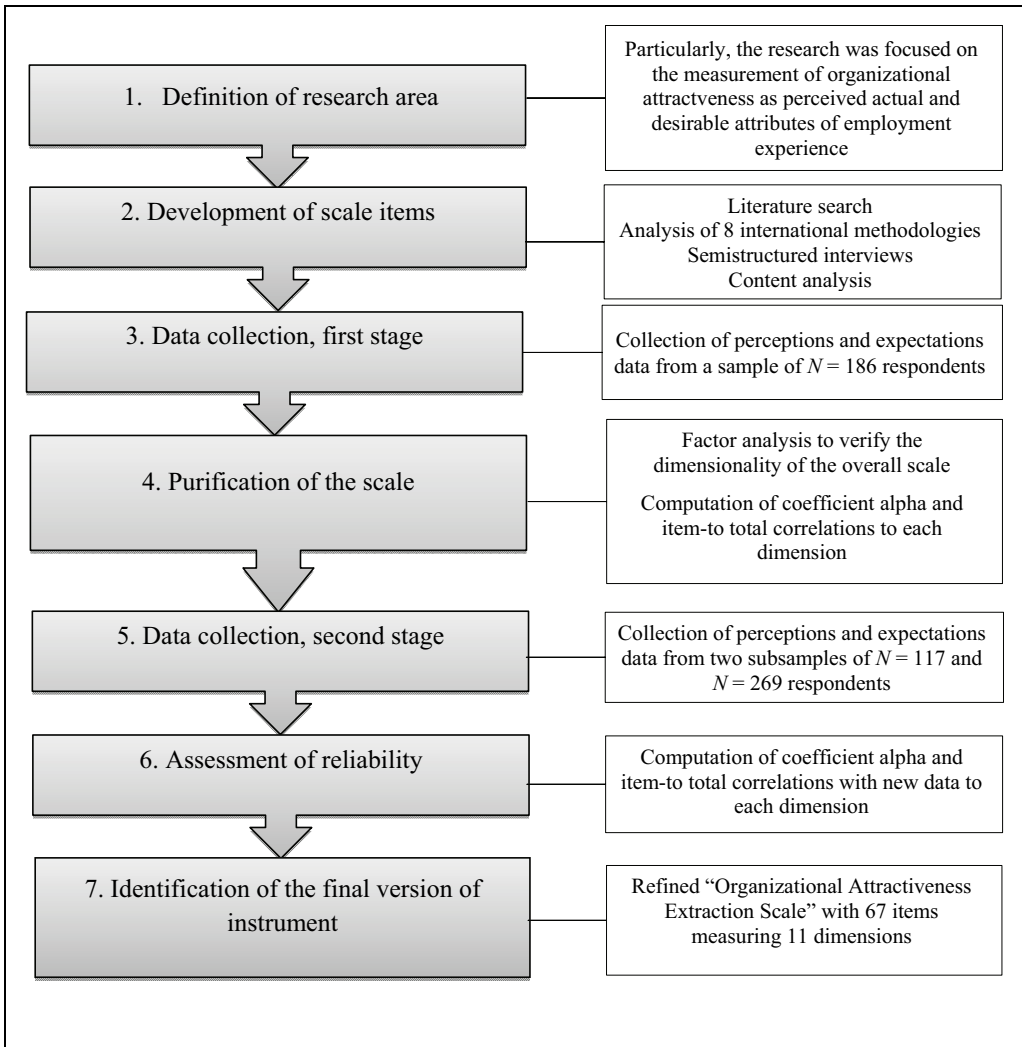 1. Definition of research area
Particularly, the research was focused on
the measurement of organizational
attractveness as perceived actual and
desirable attributes of employment
experience
2. Development of scale items
Literature search
Analysis of 8 international methodologies
Semistructured interviews
Content analysis
3. Data collection, first stage
Collection of perceptions and expectations
data from a sample of N = 186 respondents
4. Purification of the scale
Factor analysis to verify the
dimensionality of the overall scale
Computation of coefficient alpha and
item-to total correlations to each
dimension
5. Data collection, second stage
Collection of perceptions and expectations
data from two subsamples of N = 117 and
N = 269 respondents
6. Assessment of reliability
Computation of coefficient alpha and
item-to total correlations with new data to
each dimension
7. Identification of the final version of
instrument
Refined “Organizational Attractiveness
Extraction Scale” with 67 items
measuring 11 dimensions